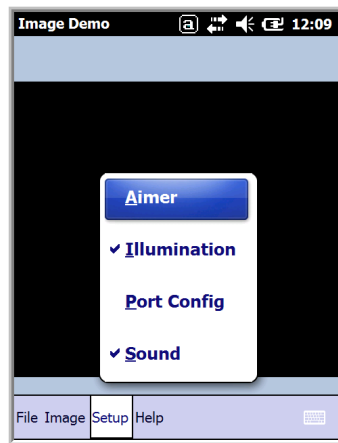 Image Demo a 12:09
Aimer
✓ Illumination
Port Config
✓ Sound
File Image Setup Help